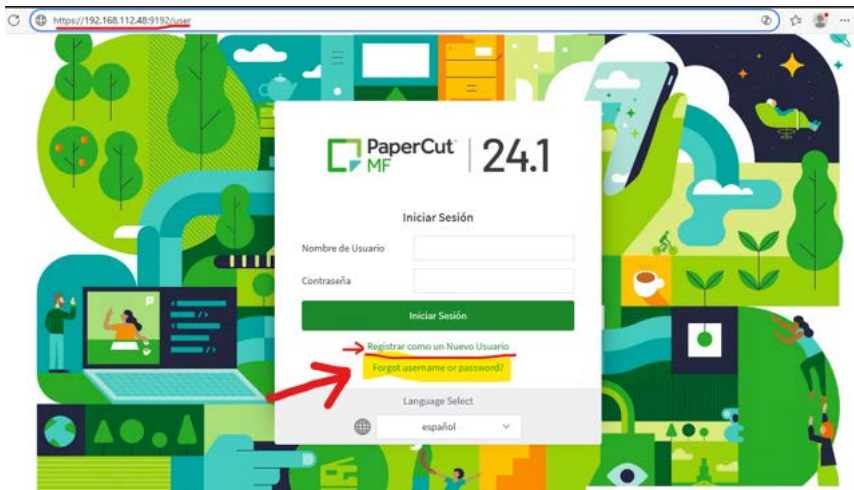 https://192.168.112.48:9192/user
PaperCut
MF
24.1
Iniciar Sesión
Nombre de Usuario
Contraseña
Iniciar Sesión
Registrar como un Nuevo Usuario
Forgot username or password?
Language Select
español